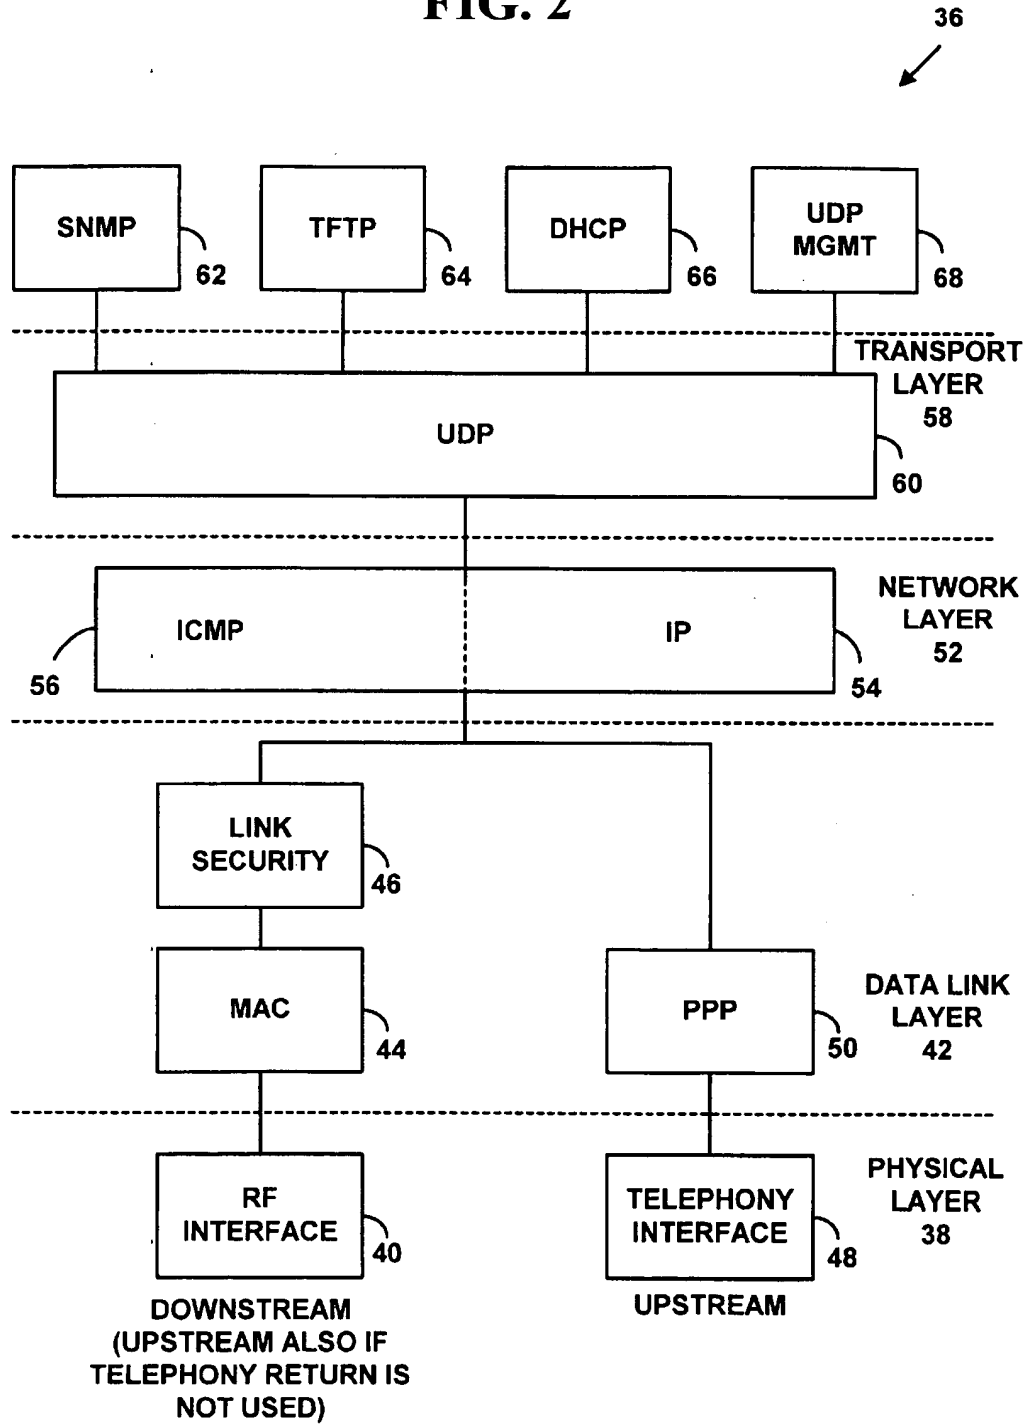 FIG. 2
36
SNMP
62
TFTP
64
DHCP
66
UDP
MGMT
68
TRANSPORT
LAYER
58
UDP
60
NETWORK
LAYER
52
ICMP
56
IP
54
LINK
SECURITY
46
MAC
44
PPP
50
DATA LINK
LAYER
42
PHYSICAL
LAYER
38
RF
INTERFACE
40
TELEPHONY
INTERFACE
48
DOWNSTREAM
(UPSTREAM ALSO IF
TELEPHONY RETURN IS
NOT USED)
UPSTREAM